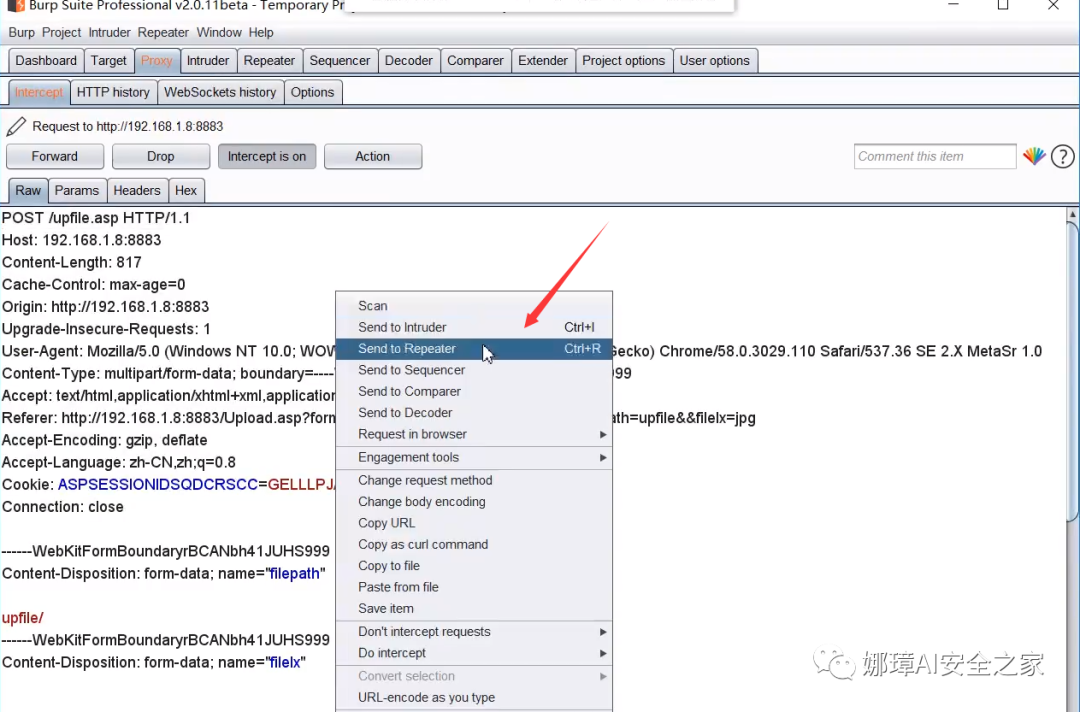 Burp Suite Professional v2.0.11beta - Temporary Pr
Burp Project Intruder Repeater Window Help
Dashboard Target Proxy Intruder Repeater Sequencer Decoder Comparer Extender Project options User options
Intercept HTTP history WebSockets history Options
Request to http://192.168.1.8:8883
Forward Drop Intercept is on Action Comment this item ?
Raw Params Headers Hex
POST /upfile.asp HTTP/1.1
Host: 192.168.1.8:8883
Content-Length: 817
Cache-Control: max-age=0
Origin: http://192.168.1.8:8883
Upgrade-Insecure-Requests: 1
User-Agent: Mozilla/5.0 (Windows NT 10.0; WOW Gecko) Chrome/58.0.3029.110 Safari/537.36 SE 2.X MetaSr 1.0
Content-Type: multipart/form-data; boundary=---- 99
Accept: text/html,application/xhtml+xml,application
Referer: http://192.168.1.8:8883/Upload.asp?form ath=upfile&&filelx=jpg
Accept-Encoding: gzip, deflate
Accept-Language: zh-CN,zh;q=0.8
Cookie: ASPSESSIONIDSQDCRSCC=GELLLPJ
Connection: close
------WebKitFormBoundaryrBCANbh41JUHS999
Content-Disposition: form-data; name="filepath"
upfile/
------WebKitFormBoundaryrBCANbh41JUHS999
Content-Disposition: form-data; name="filelx"
Scan
Send to Intruder Ctrl+I
Send to Repeater Ctrl+R
Send to Sequencer
Send to Comparer
Send to Decoder
Request in browser
Engagement tools
Change request method
Change body encoding
Copy URL
Copy as curl command
Copy to file
Paste from file
Save item
Don't intercept requests
Do intercept
Convert selection
URL-encode as you type
娜璋AI安全之家